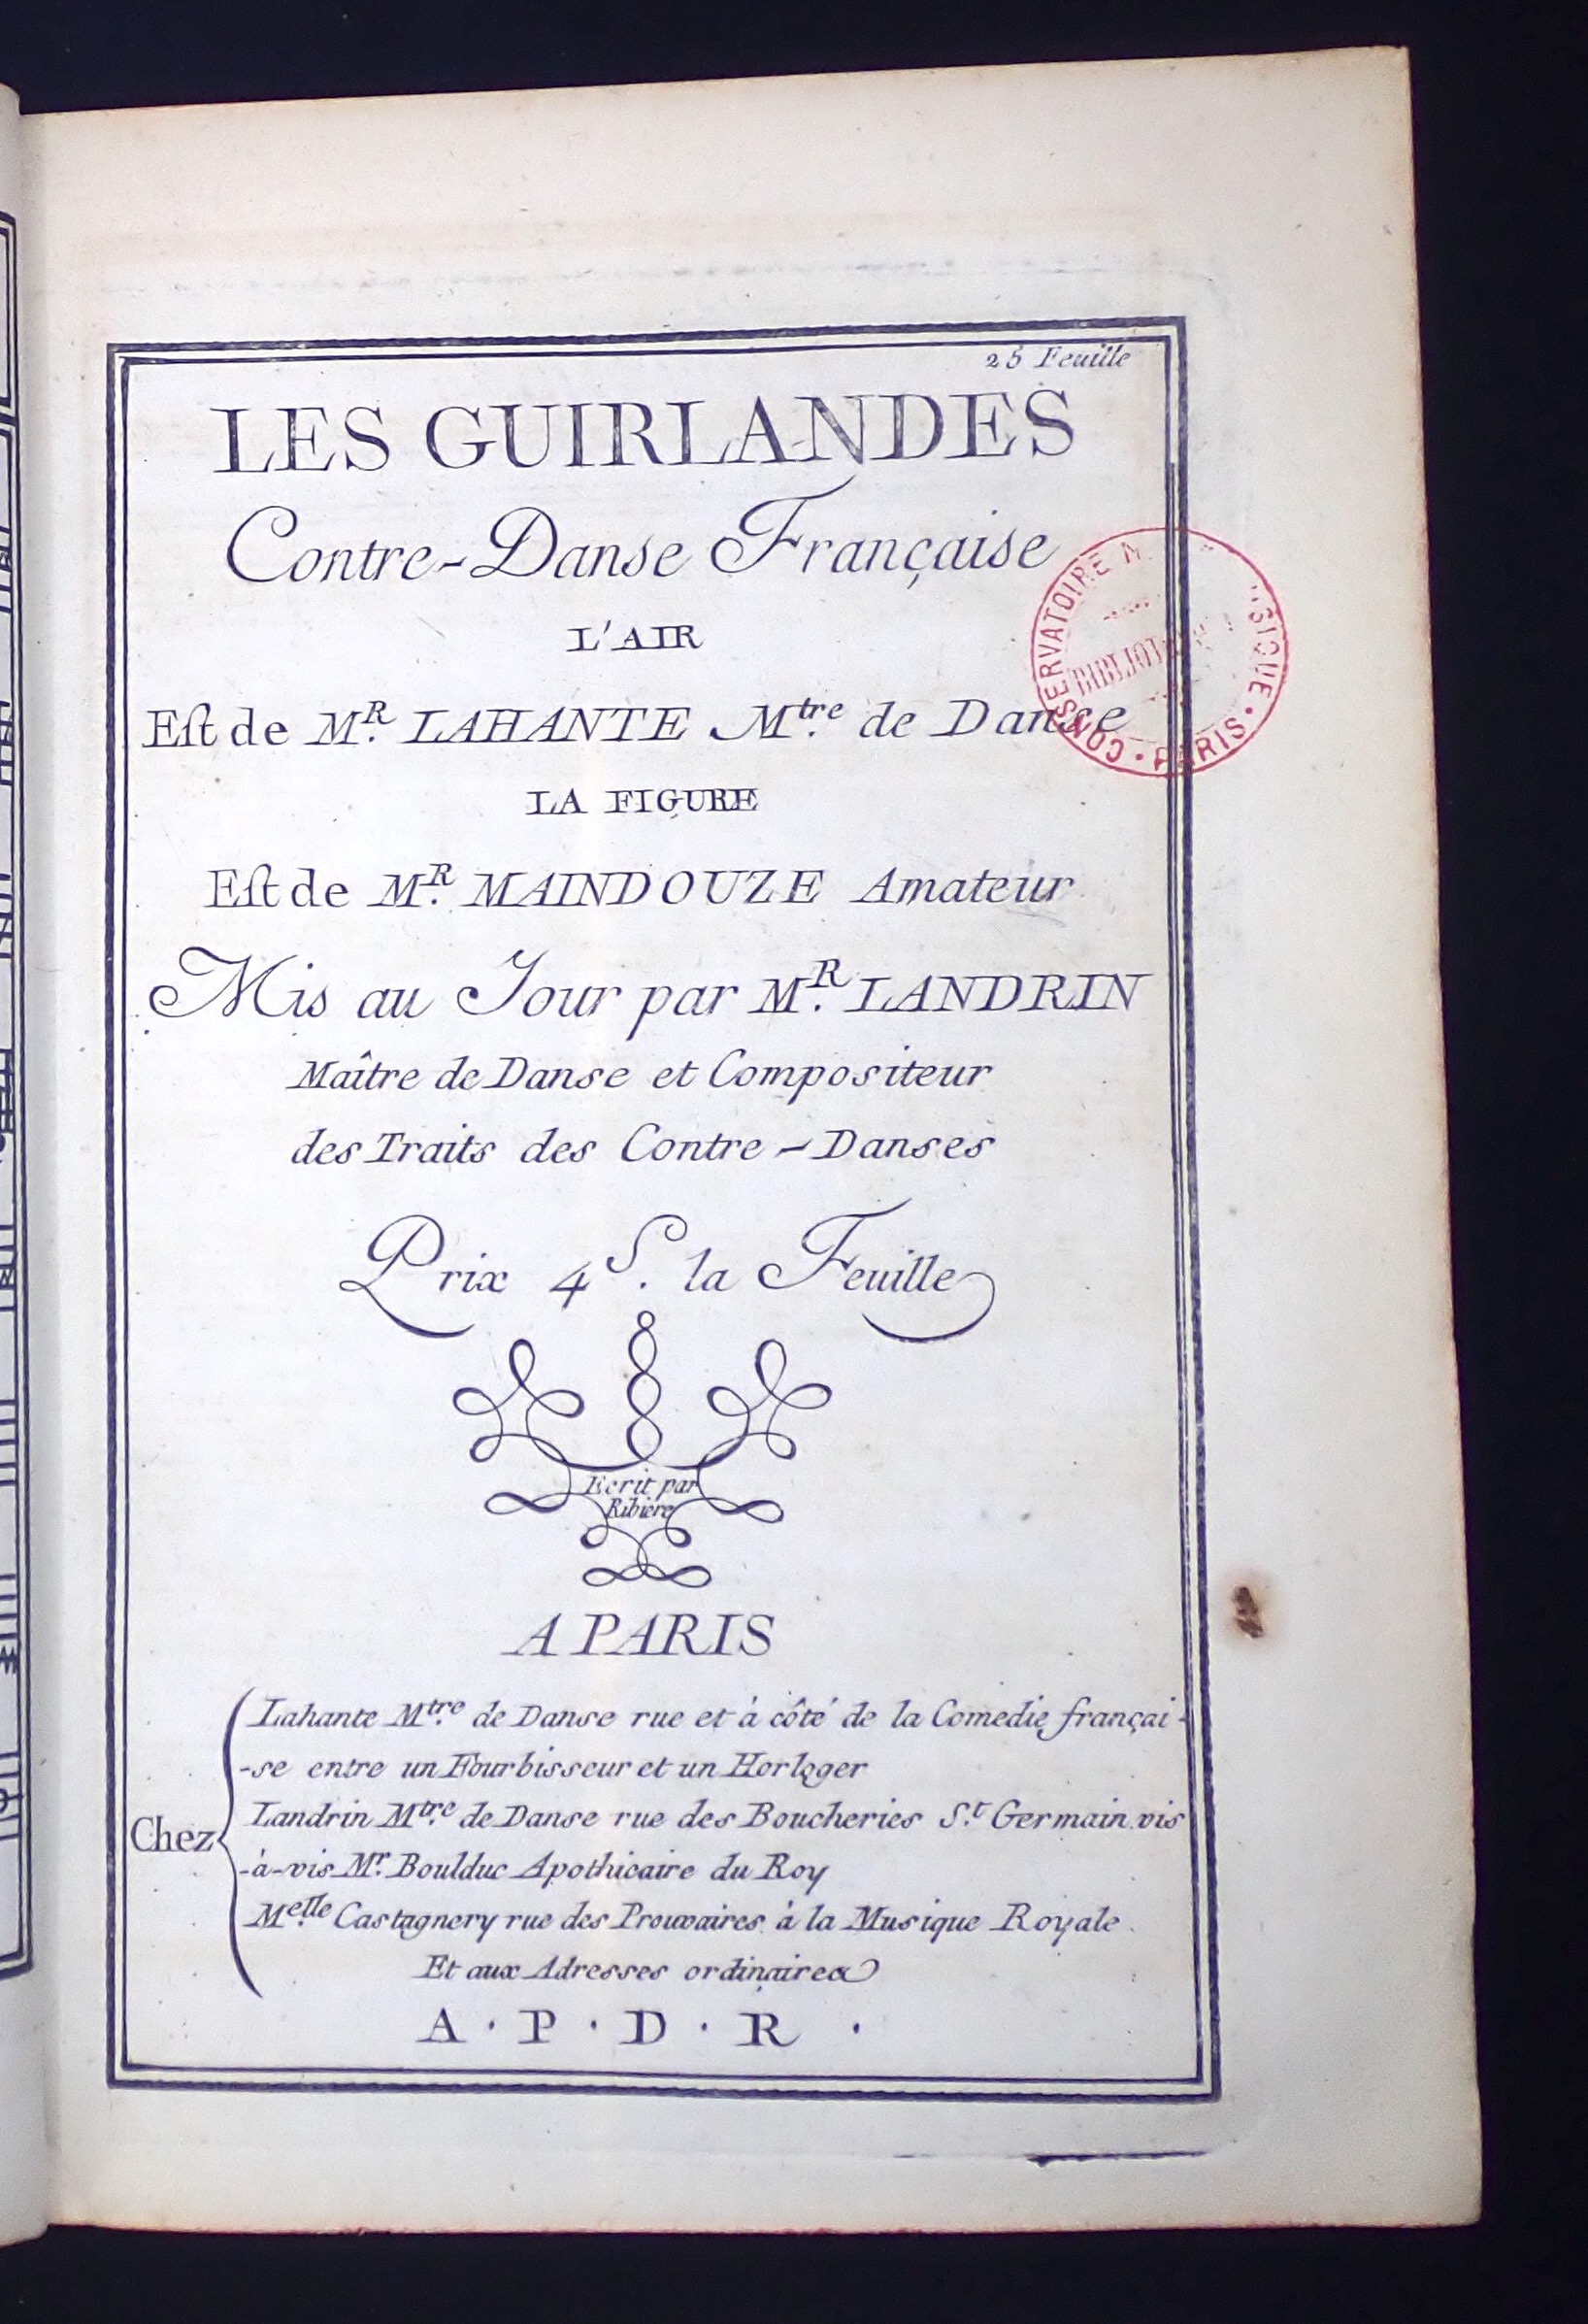 25 Feuille
LES GUIRLANDES
Contre-Danse Française
L'AIR
Est de MR. LAHANTE Mtre. de Danse
LA FIGURE
Est de MR. MAINDOUZE Amateur
Mis au Jour par MR. LANDRIN
Maître de Danse et Compositeur
des Traits des Contre-Danses
Prix 4 S. la Feuille
Ecrit par
Ribiere
A PARIS
Lahante Mtre. de Danse rue et à côté de la Comedie françai-
-se entre un Fourbisseur et un Horloger
Landrin Mtre. de Danse rue des Boucheries St. Germain vis
Chez
-à-vis Mr. Boulduc Apothicaire du Roy
Melle. Castagnery rue des Prouvaires à la Musique Royale.
Et aux Adresses ordinaires
A · P · D · R ·
CONSERVATOIRE
PARIS